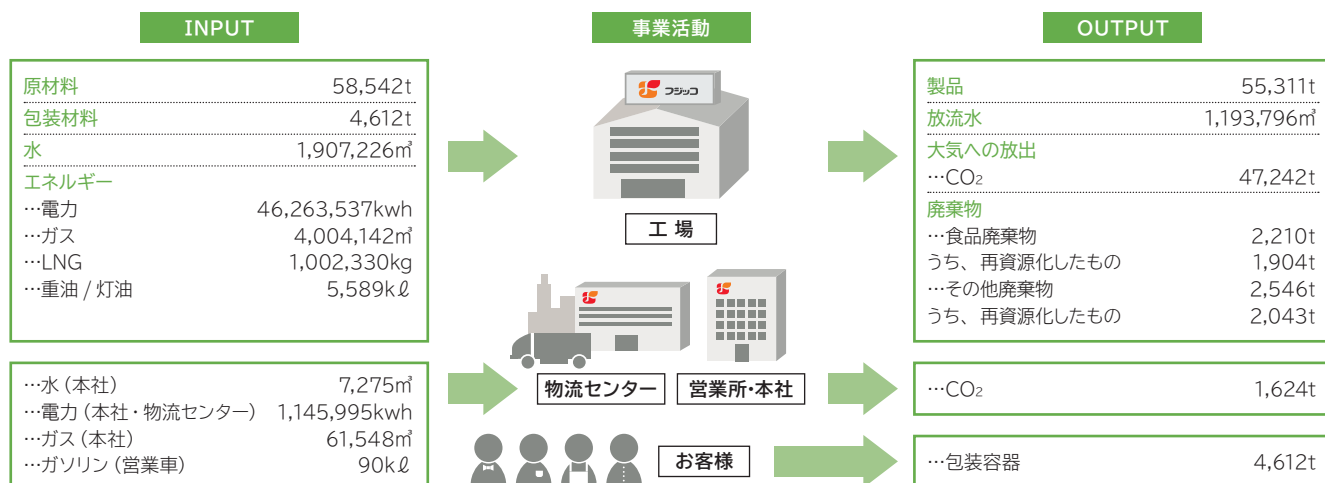 INPUT
原材料 58,542t
包装材料 4,612t
水 1,907,226㎥
エネルギー
…電力 46,263,537kwh
…ガス 4,004,142㎥
…LNG 1,002,330kg
…重油 / 灯油 5,589kℓ
…水 (本社) 7,275㎥
…電力 (本社・物流センター) 1,145,995kwh
…ガス (本社) 61,548㎥
…ガソリン (営業車) 90kℓ
事業活動
フジッコ
工 場
物流センター
営業所・本社
お客様
OUTPUT
製品 55,311t
放流水 1,193,796㎥
大気への放出
…CO₂ 47,242t
廃棄物
…食品廃棄物 2,210t
うち、再資源化したもの 1,904t
…その他廃棄物 2,546t
うち、再資源化したもの 2,043t
…CO₂ 1,624t
…包装容器 4,612t